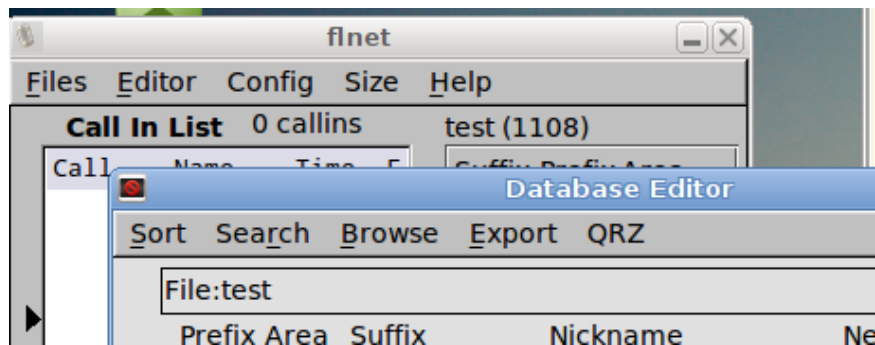 flnet
Files Editor Config Size Help
Call In List 0 callins test (1108)
Call
Database Editor
Sort Search Browse Export QRZ
File:test
Prefix Area Suffix Nickname